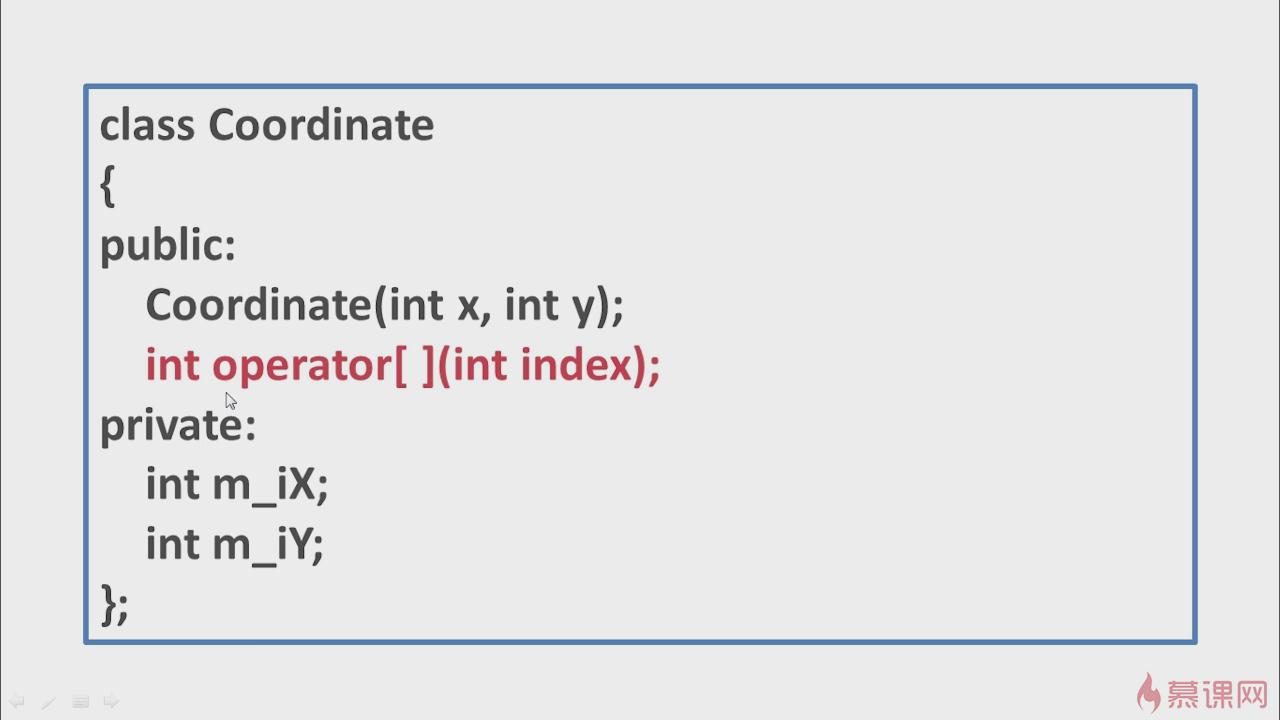 class Coordinate
{
public:
Coordinate(int x, int y);
int operator[ ](int index);
private:
int m_iX;
int m_iY;
};
慕课网